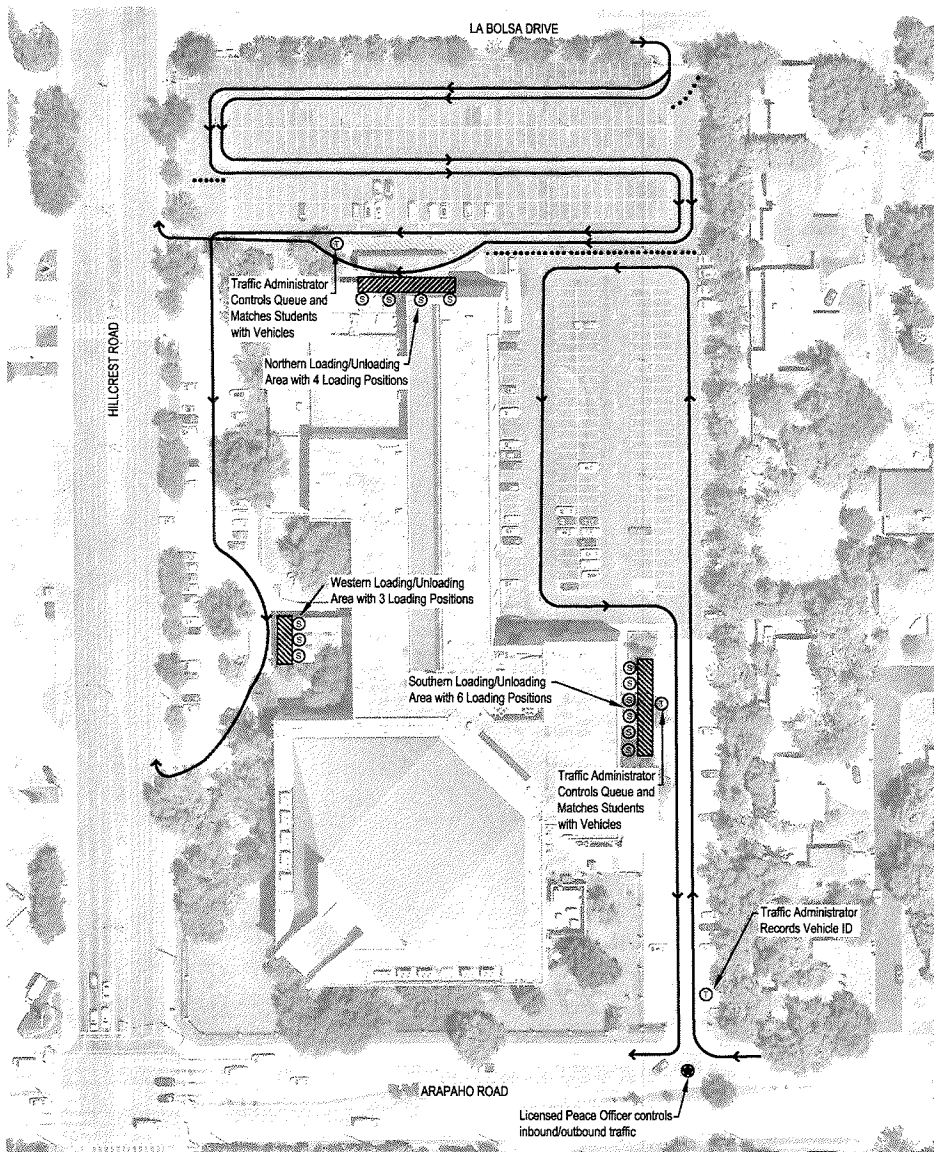 LA BOLSA DRIVE
T
Traffic Administrator
Controls Queue and
Matches Students
with Vehicles
S S S S
HILLCREST ROAD
Northern Loading/Unloading
Area with 4 Loading Positions
Western Loading/Unloading
Area with 3 Loading Positions
S
S
S
Southern Loading/Unloading
Area with 6 Loading Positions
S
S
S
S
S
S
T
Traffic Administrator
Controls Queue and
Matches Students
with Vehicles
Traffic Administrator
Records Vehicle ID
T
ARAPAHO ROAD
Licensed Peace Officer controls
inbound/outbound traffic